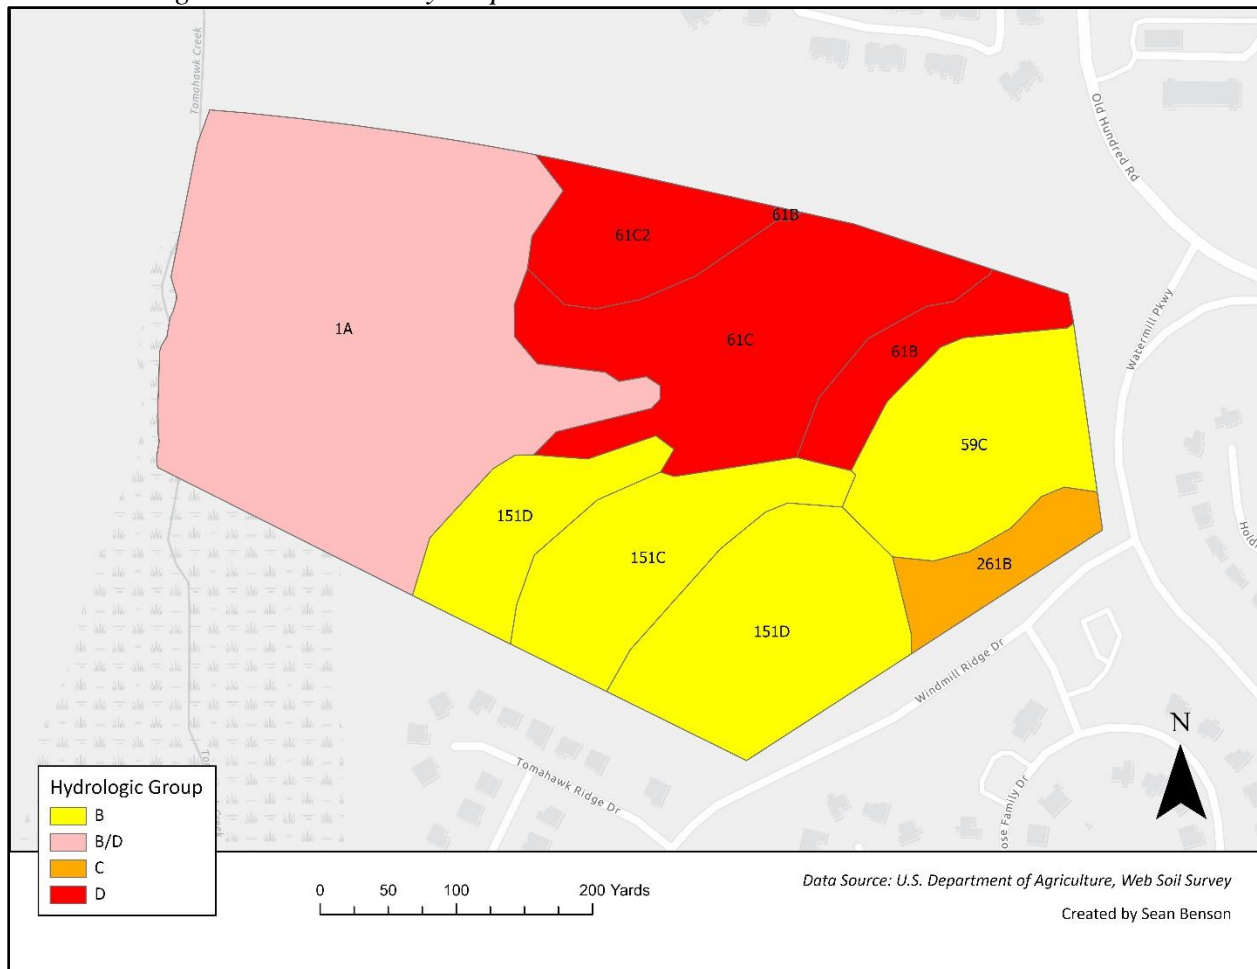 Tomahawk Creek
Old Hundred Rd
61B
61C2
1A
61C
61B
Watermill Pkwy
59C
151D
151C
261B
151D
Windmill Ridge Dr
Tomahawk Ridge Dr
N
Hydrologic Group
B
B/D
C
D
0 50 100 200 Yards
Data Source: U.S. Department of Agriculture, Web Soil Survey
Created by Sean Benson